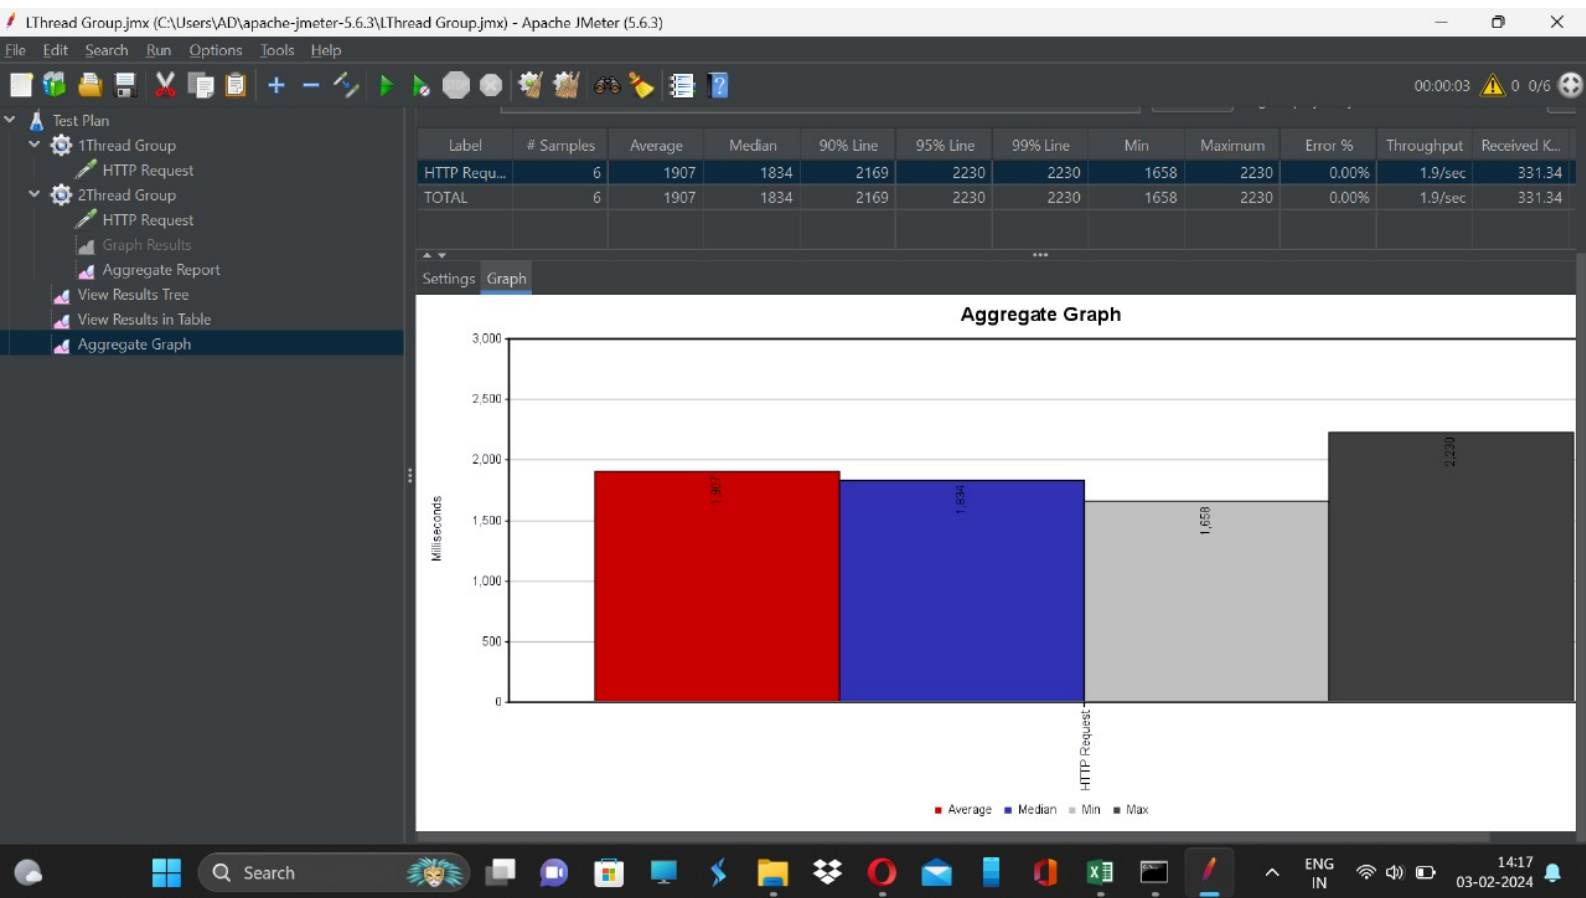 LThread Group.jmx (C:\Users\AD\apache-jmeter-5.6.3\LThread Group.jmx) - Apache JMeter (5.6.3)
File Edit Search Run Options Tools Help
STOP
?
00:00:03 0 0/6
Test Plan
1Thread Group
HTTP Request
2Thread Group
HTTP Request
Graph Results
Aggregate Report
View Results Tree
View Results in Table
Aggregate Graph
Label # Samples Average Median 90% Line 95% Line 99% Line Min Maximum Error % Throughput Received K...
HTTP Requ... 6 1907 1834 2169 2230 2230 1658 2230 0.00% 1.9/sec 331.34
TOTAL 6 1907 1834 2169 2230 2230 1658 2230 0.00% 1.9/sec 331.34
Settings Graph
Aggregate Graph
3,000
2,500
2,000
1,500
1,000
500
0
Milliseconds
1,907
1,834
1,658
2,230
HTTP Request
Average Median Min Max
Search
ENG
IN
14:17
03-02-2024